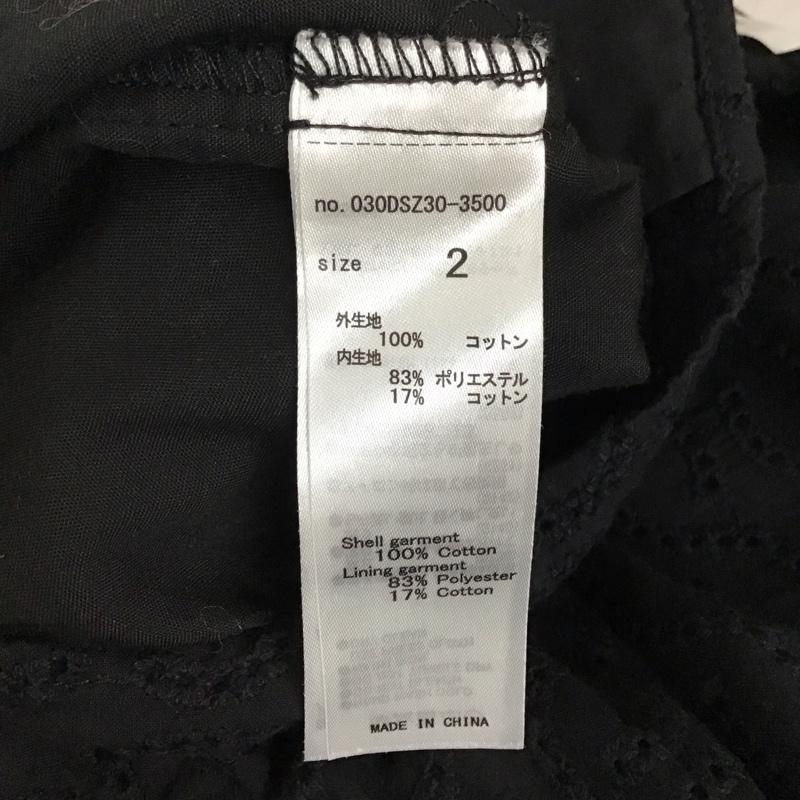 no. 030DSZ30-3500
size 2
外生地
100% コットン
内生地
83% ポリエステル
17% コットン
Shell garment
100% Cotton
Lining garment
83% Polyester
17% Cotton
MADE IN CHINA